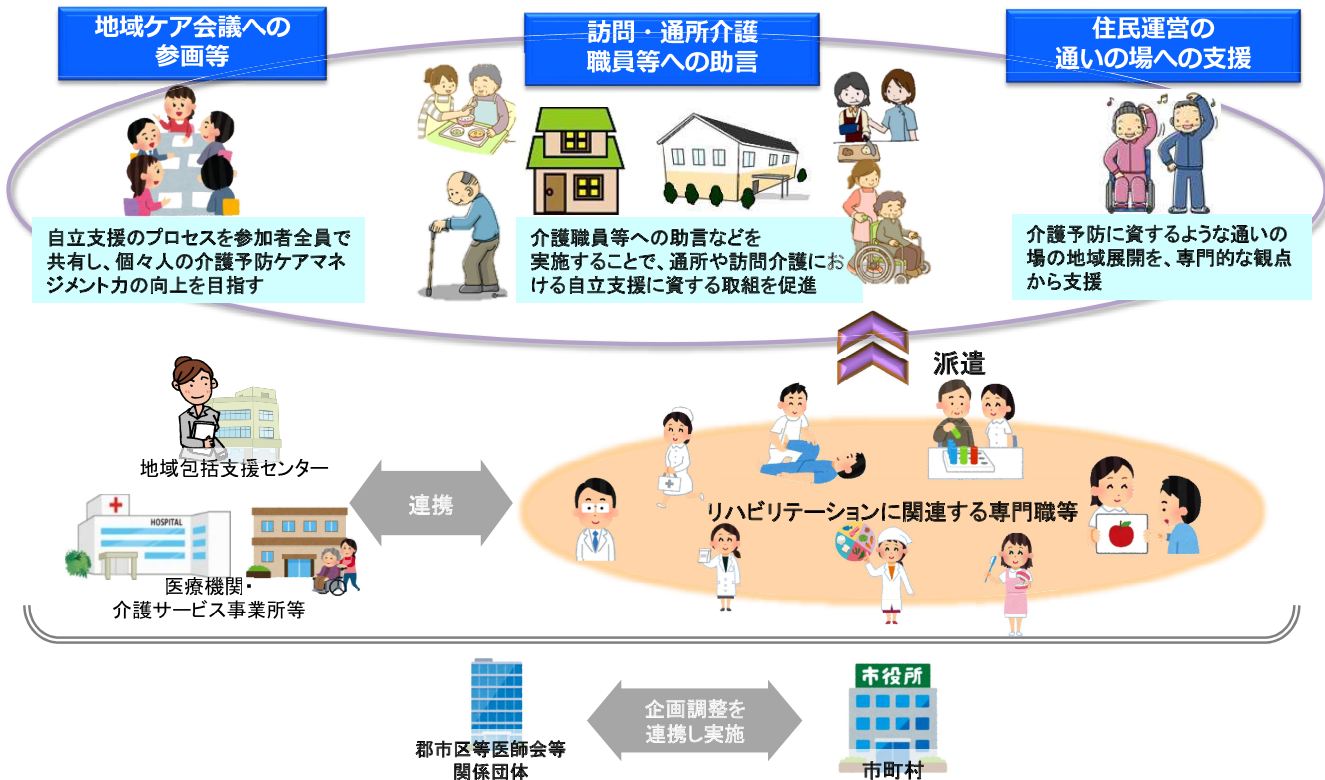 地域ケア会議への
参画等
訪問・通所介護
職員等への助言
住民運営の
通いの場への支援
自立支援のプロセスを参加者全員で
共有し、個々人の介護予防ケアマネ
ジメント力の向上を目指す
介護職員等への助言などを
実施することで、通所や訪問介護にお
ける自立支援に資する取組を促進
介護予防に資するような通いの
場の地域展開を、専門的な観点
から支援
派遣
地域包括支援センター
連携
リハビリテーションに関連する専門職等
HOSPITAL
医療機関・
介護サービス事業所等
市役所
企画調整を
連携し実施
郡市区等医師会等
関係団体
市町村